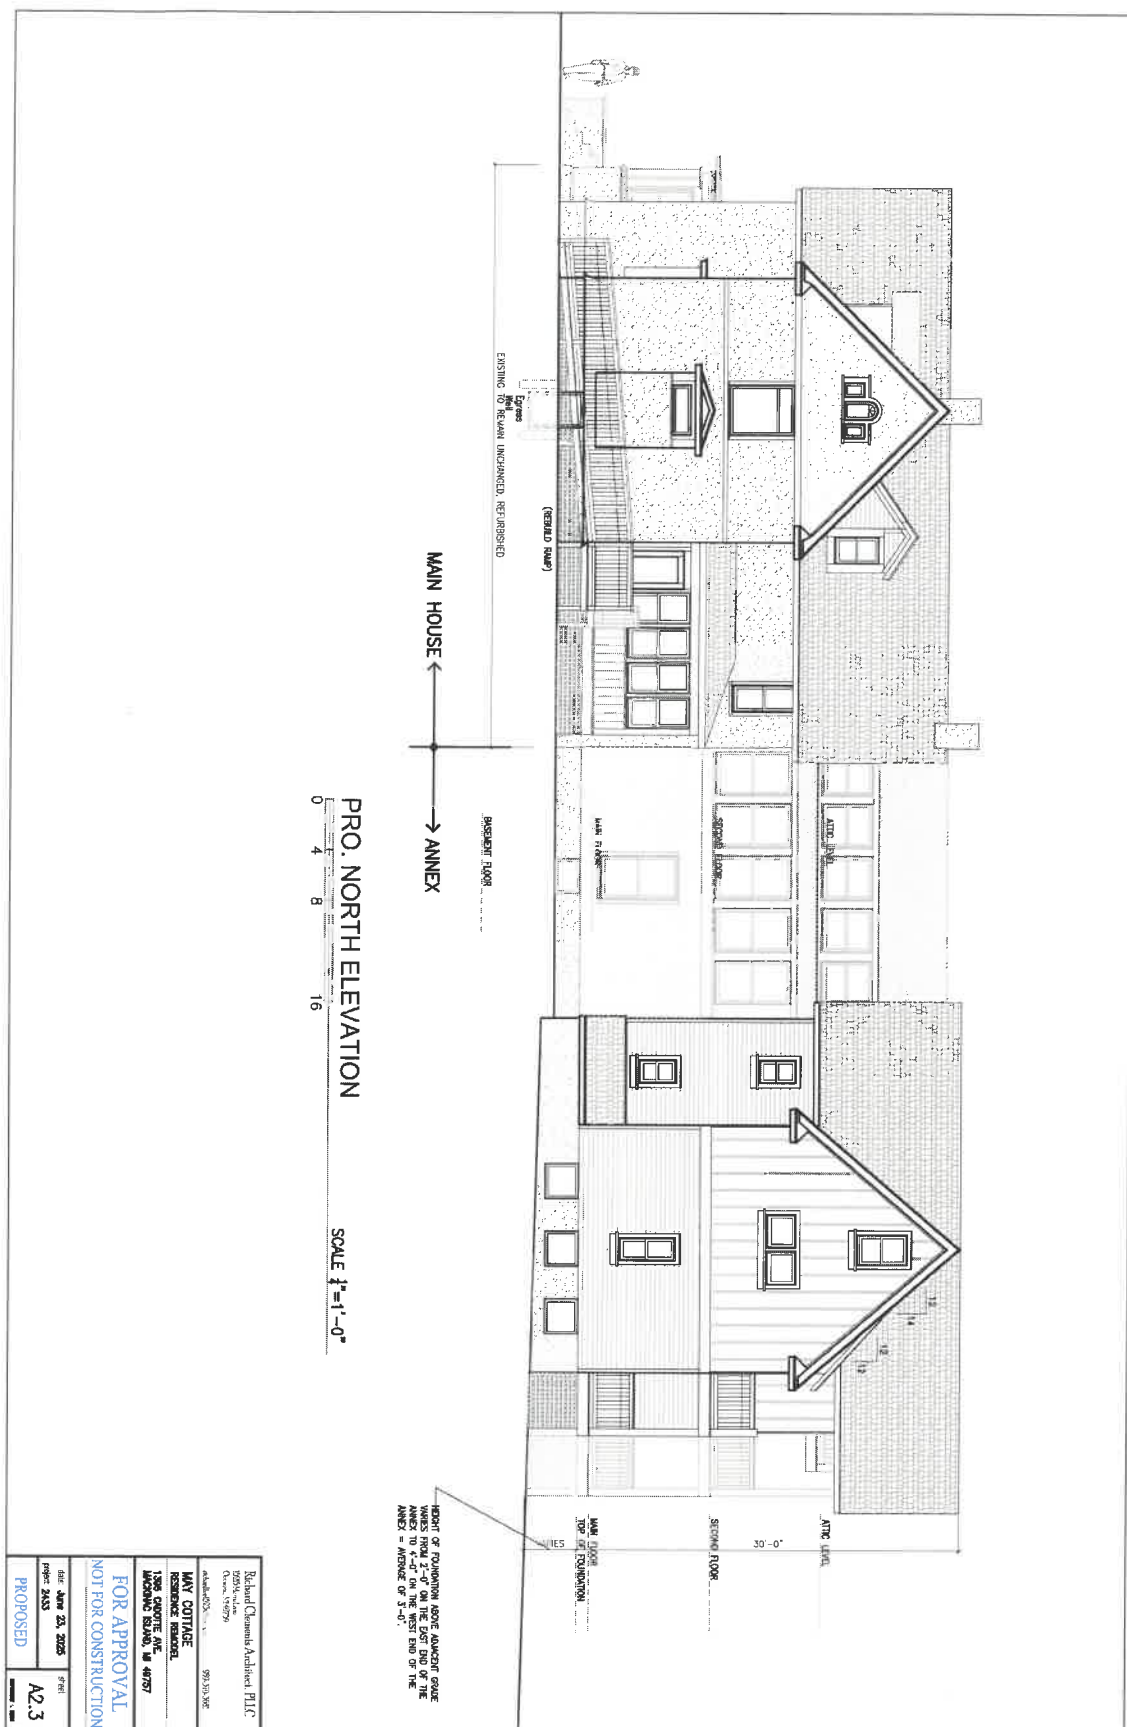 EXISTING TO REMAIN UNCHANGED, REFURBISHED
Egress
Well
(REBUILD RAMP)
MAIN HOUSE
ANNEX
BASEMENT FLOOR
MAIN FLOOR
SECOND FLOOR
ATTIC LEVEL
PRO. NORTH ELEVATION
0 4 8 16
SCALE
=1'-0"
12
14
12
12
ATTIC LEVEL
SECOND FLOOR
MAIN FLOOR
TOP OF FOUNDATION
30'-0"
HEIGHT OF FOUNDATION ABOVE ADJACENT GRADE
VARIES FROM 2'-0" ON THE EAST END OF THE
ANNEX TO 4'-0" ON THE WEST END OF THE
ANNEX = AVERAGE OF 3'-0".
Richard Clements Architect, PLLC
MAY COTTAGE
RESIDENCE REMODEL
1396 CADOTTE AVE.
MACKINAC ISLAND, MI 49757
FOR APPROVAL
NOT FOR CONSTRUCTION
date: June 23, 2025
project: 2433
PROPOSED
sheet
A2.3